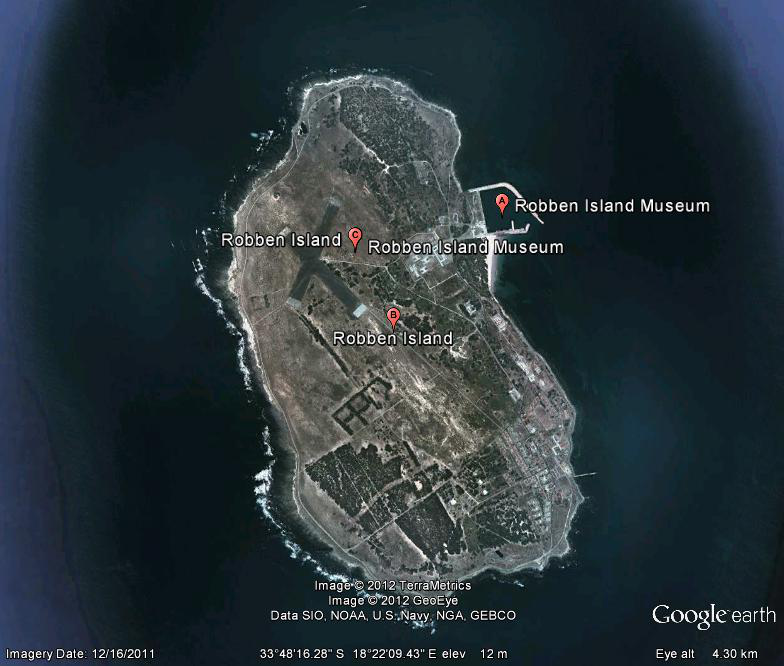 A
Robben Island Museum
Robben Island
C
Robben Island Museum
B
Robben Island
Image © 2012 TerraMetrics
Image © 2012 GeoEye
Data SIO, NOAA, U.S. Navy, NGA, GEBCO
Google earth
Imagery Date: 12/16/2011 33°48'16.28" S 18°22'09.43" E elev 12 m Eye alt 4.30 km